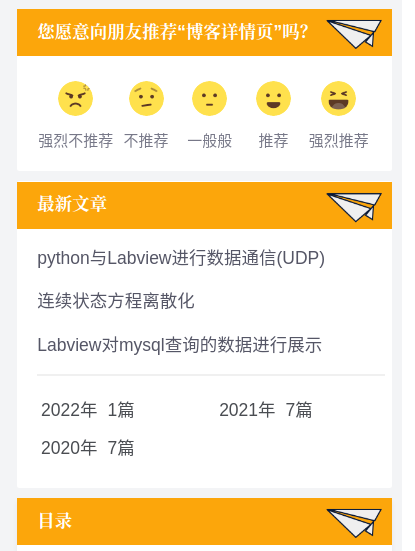 您愿意向朋友推荐“博客详情页”吗?
强烈不推荐 不推荐 一般般 推荐 强烈推荐
最新文章
python与Labview进行数据通信(UDP)
连续状态方程离散化
Labview对mysql查询的数据进行展示
2022年 1篇 2021年 7篇
2020年 7篇
目录